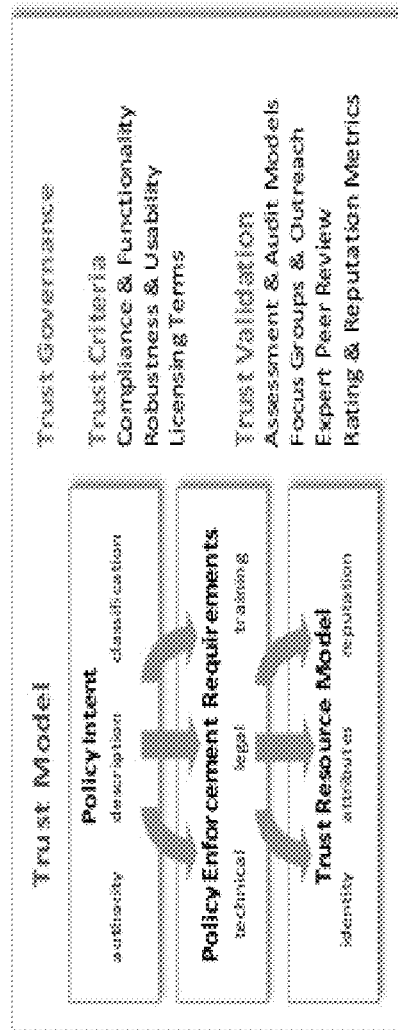 Trust Model
Policy Intent
authority description classification
Policy Enforcement Requirements
technical legal training
Trust Resource Model
identity attributes reputation
Trust Governance
Trust Criteria
Compliance & Functionality
Robustness & Usability
Licensing Terms
Trust Validation
Assessment & Audit Models
Focus Groups & Outreach
Expert Peer Review
Rating & Reputation Metrics